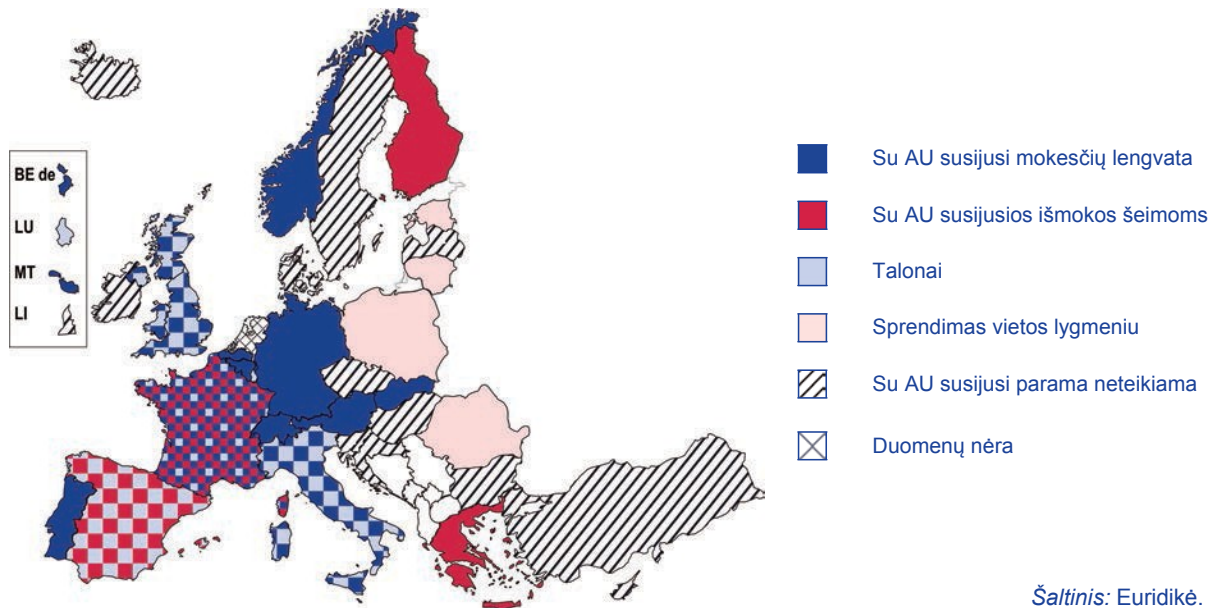 BE de
LU
MT
LI
Su AU susijusi mokesčių lengvata
Su AU susijusios išmokos šeimoms
Talonai
Sprendimas vietos lygmeniu
Su AU susijusi parama neteikiama
Duomenų nėra
Šaltinis: Euridikė.